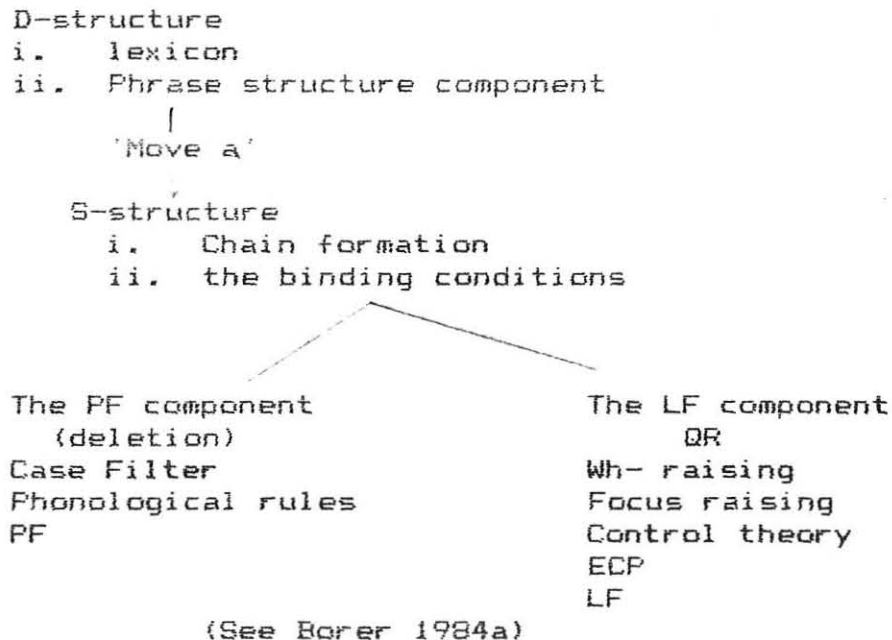 D-structure
i. lexicon
ii. Phrase structure component
'Move a'
S-structure
i. Chain formation
ii. the binding conditions
The PF component
(deletion)
Case Filter
Phonological rules
PF
The LF component
QR
Wh- raising
Focus raising
Control theory
ECP
LF
(See Borer 1984a)